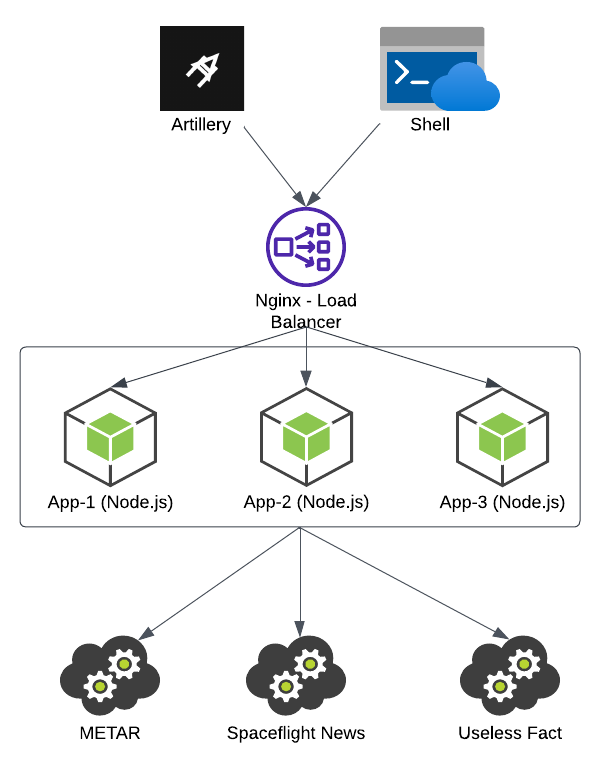 Artillery
Shell
Nginx - Load
Balancer
App-1 (Node.js)
App-2 (Node.js)
App-3 (Node.js)
METAR
Spaceflight News
Useless Fact